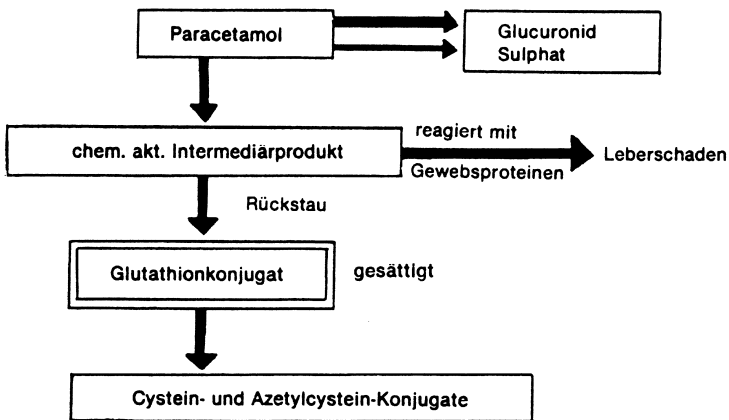 Paracetamol
Glucuronid
Sulphat
chem. akt. Intermediärprodukt
reagiert mit
Gewebsproteinen
Leberschaden
Rückstau
Glutathionkonjugat
gesättigt
Cystein- und Azetylcystein-Konjugate